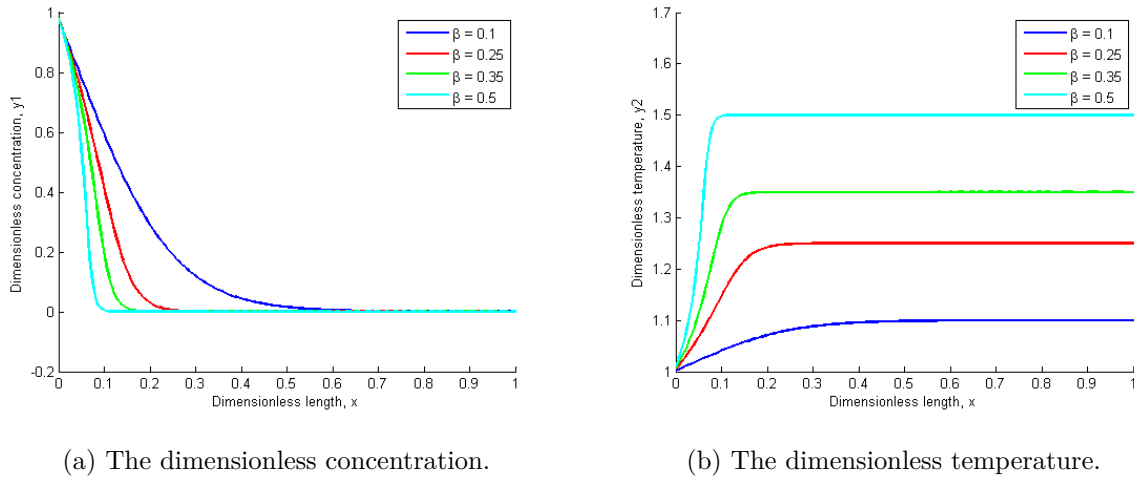 1
0.8
0.6
0.4
0.2
0
-0.2
Dimensionless concentration, y1
0 0.1 0.2 0.3 0.4 0.5 0.6 0.7 0.8 0.9 1
Dimensionless length, x
β = 0.1
β = 0.25
β = 0.35
β = 0.5
(a) The dimensionless concentration.
1.7
1.6
1.5
1.4
1.3
1.2
1.1
1
Dimensionless temperature, y2
0 0.1 0.2 0.3 0.4 0.5 0.6 0.7 0.8 0.9 1
Dimensionless length, x
β = 0.1
β = 0.25
β = 0.35
β = 0.5
(b) The dimensionless temperature.